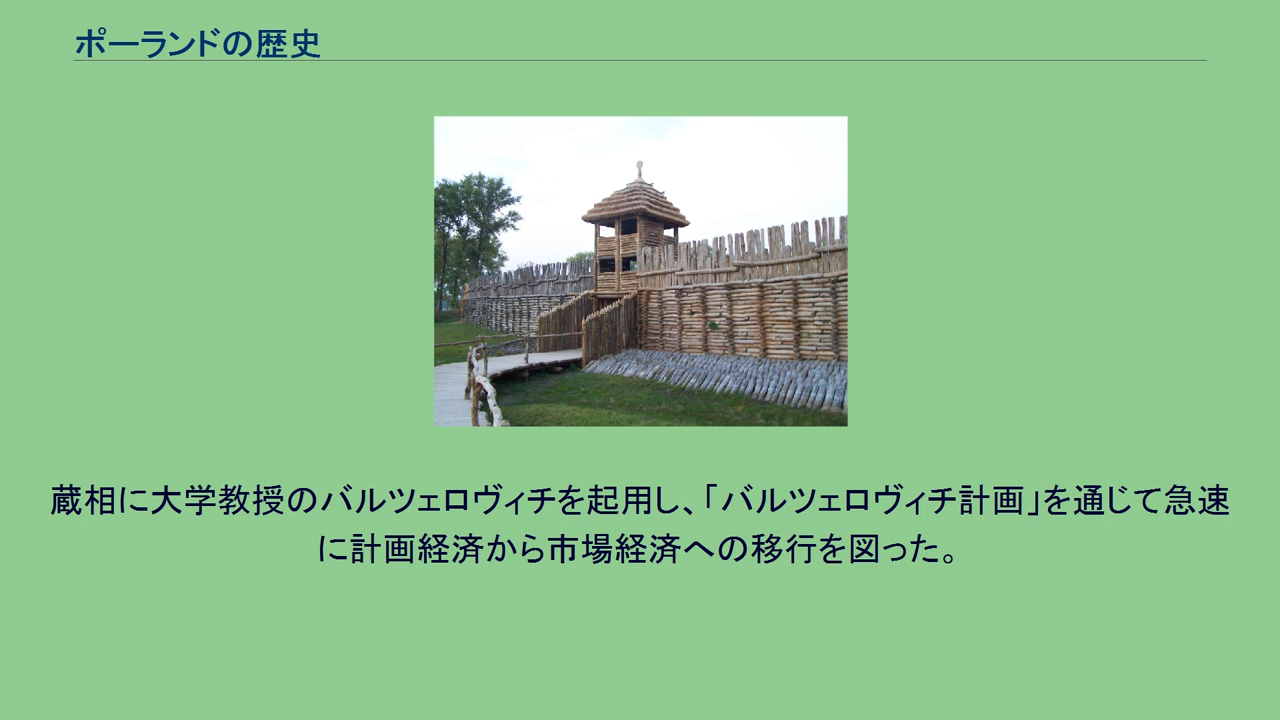 ポーランドの歴史
蔵相に大学教授のバルツェロヴィチを起用し、「バルツェロヴィチ計画」を通じて急速
に計画経済から市場経済への移行を図った。